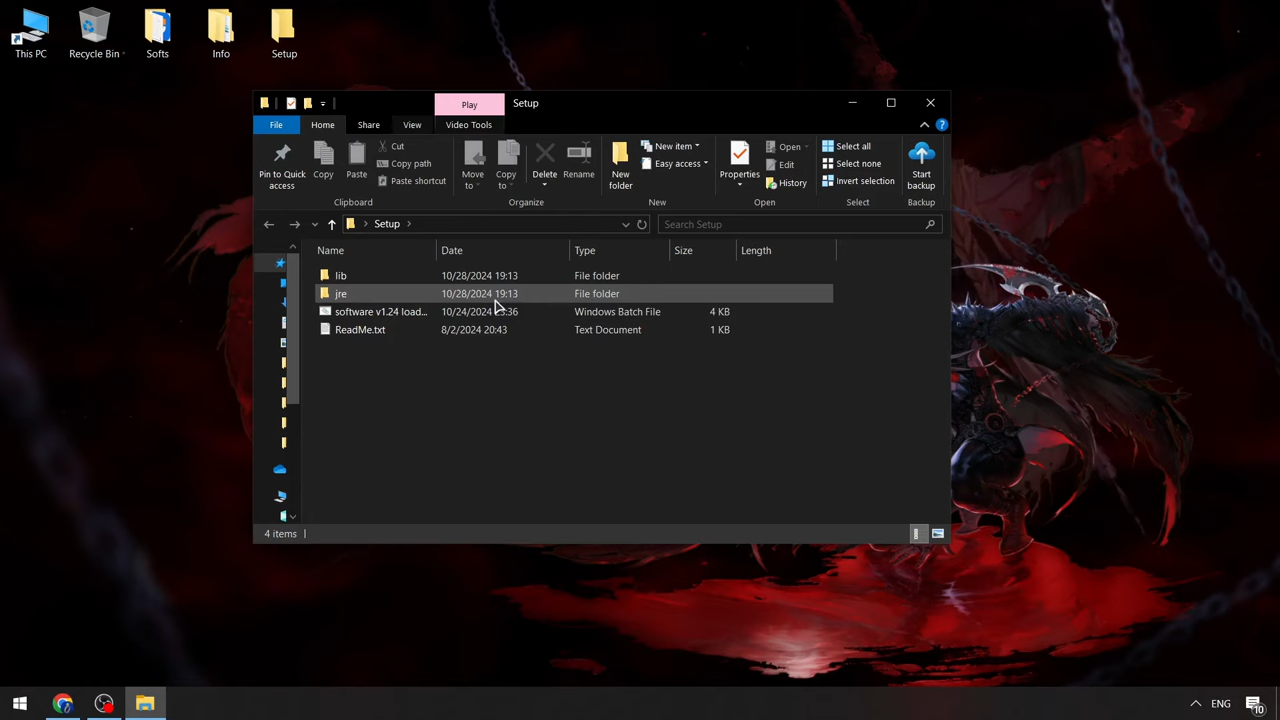 This PC
Recycle Bin
Softs
Info
Setup
Play
Setup
File
Home
Share
View
Video Tools
Pin to Quick access
Copy
Paste
Cut
Copy path
Paste shortcut
Move to
Copy to
Delete
Rename
New folder
New item
Easy access
Properties
Open
Edit
History
Select all
Select none
Invert selection
Start backup
Clipboard
Organize
New
Open
Select
Backup
Setup
Search Setup
Name Date Type Size Length
lib 10/28/2024 19:13 File folder
jre 10/28/2024 19:13 File folder
software v1.24 load... 10/24/2024 Windows Batch File 4 KB
ReadMe.txt 8/2/2024 20:43 Text Document 1 KB
4 items
ENG
10